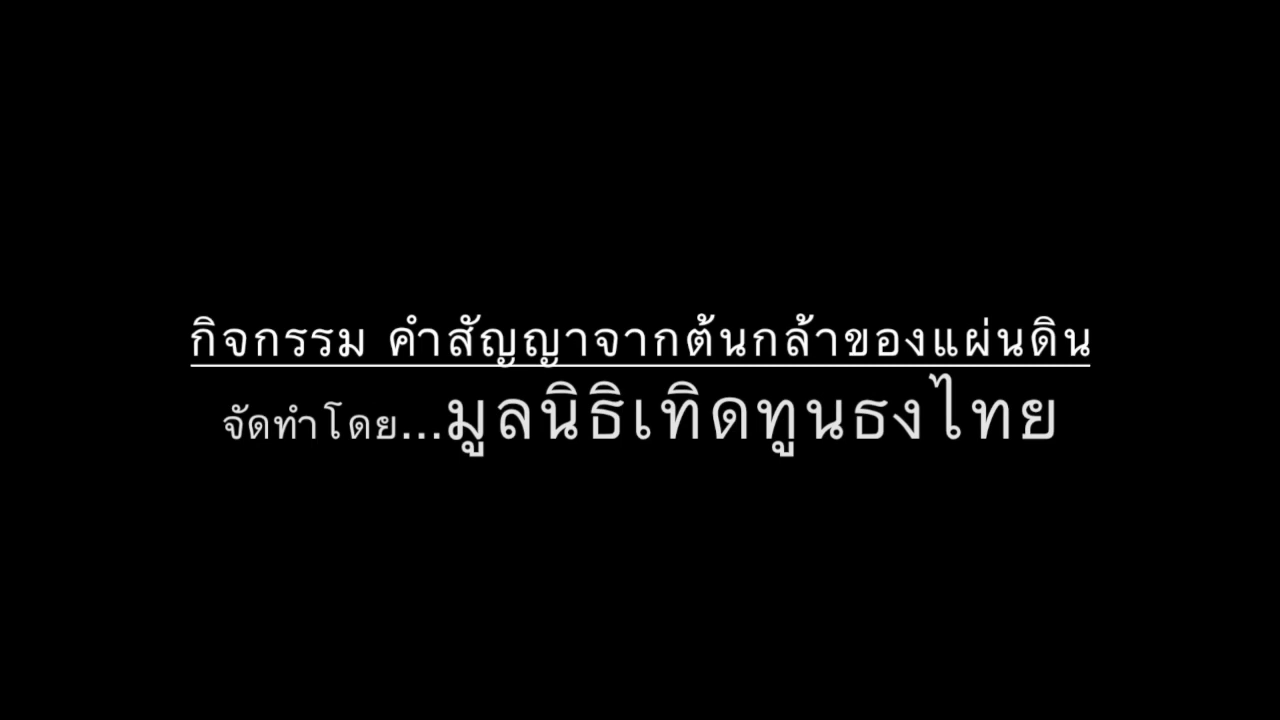 กิจกรรม คำสัญญาจากต้นกล้าของแผ่นดิน
จัดทำโดย...มูลนิธิเทิดทูนธงไทย